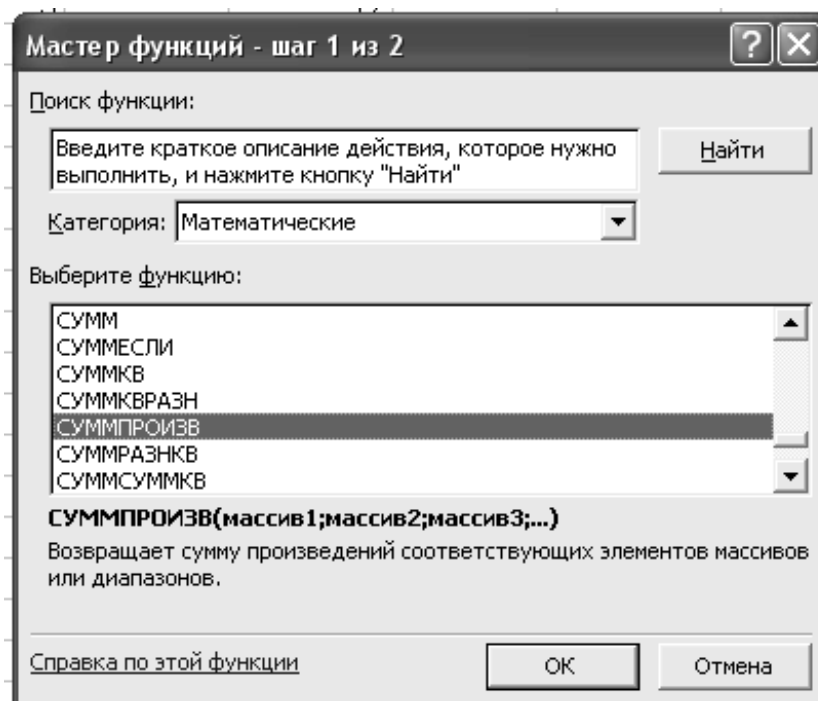 Мастер функций - шаг 1 из 2
Поиск функции:
Введите краткое описание действия, которое нужно
выполнить, и нажмите кнопку "Найти"
Найти
Категория: Математические
Выберите функцию:
СУММ
СУММЕСЛИ
СУММКВ
СУММКВРАЗН
СУММПРОИЗВ
СУММРАЗНКВ
СУММСУММКВ
СУММПРОИЗВ(массив1;массив2;массив3;...)
Возвращает сумму произведений соответствующих элементов массивов
или диапазонов.
Справка по этой функции
ОК
Отмена